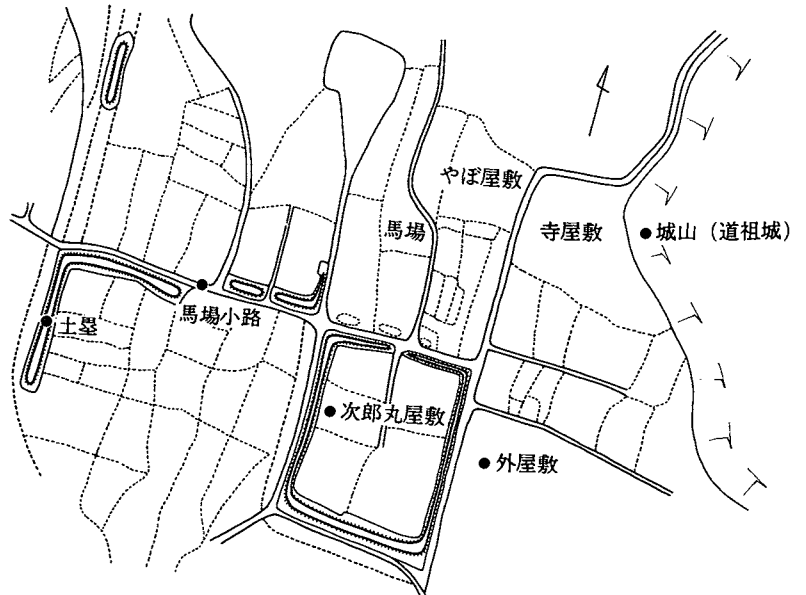 やぼ屋敷
馬場
寺屋敷
城山（道祖城）
馬場小路
土塁
次郎丸屋敷
外屋敷